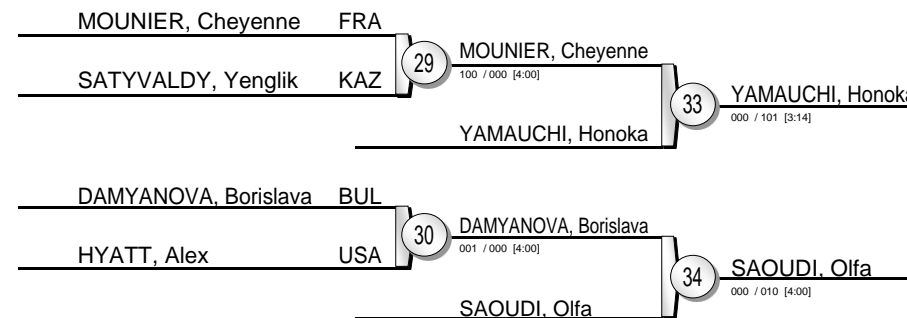 MOUNIER, Cheyenne FRA
SATYVALDY, Yenglik KAZ
29
MOUNIER, Cheyenne
100 / 000 [4:00]
YAMAUCHI, Honoka
33
YAMAUCHI, Honoka
000 / 101 [3:14]
DAMYANOVA, Borislava BUL
HYATT, Alex USA
30
DAMYANOVA, Borislava
001 / 000 [4:00]
SAOUDI, Olfa
34
SAOUDI, Olfa
000 / 010 [4:00]